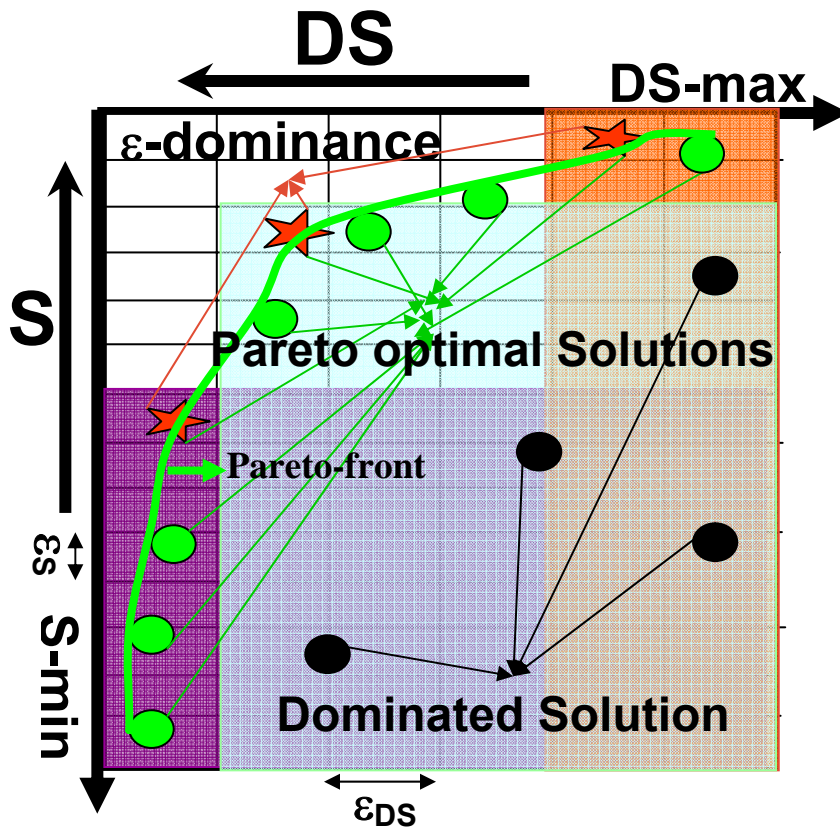 DS
DS-max
ε-dominance
S
Pareto optimal Solutions
Pareto-front
εS
S-min
Dominated Solution
εDS